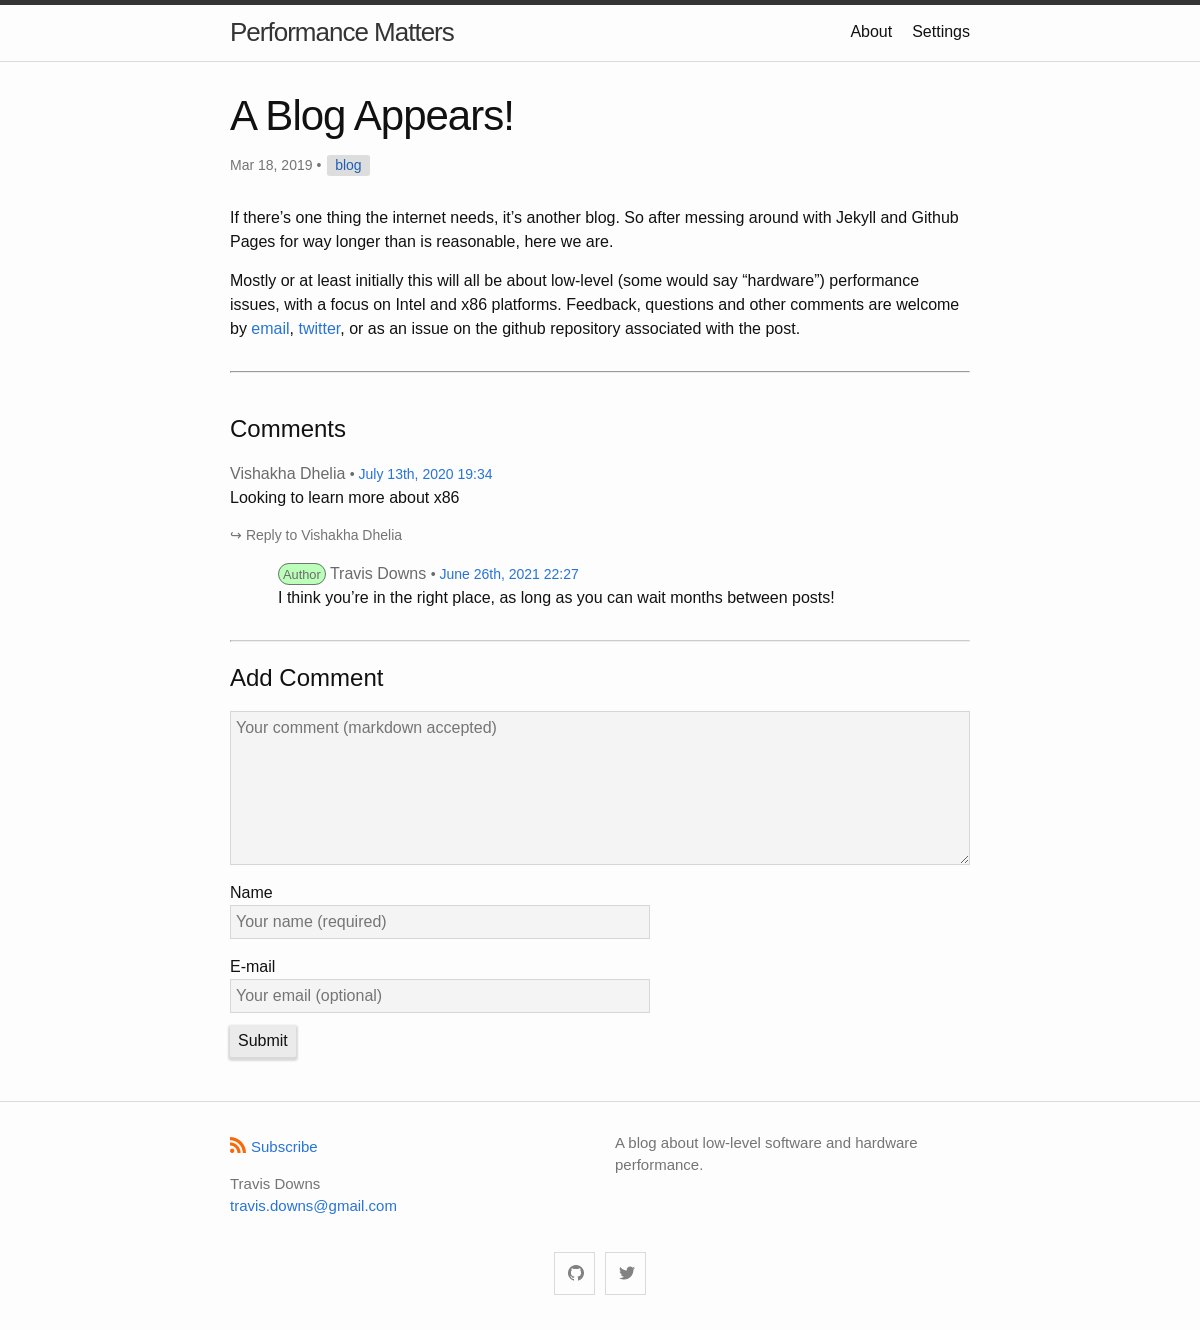 Performance Matters
About Settings
A Blog Appears!
Mar 18, 2019 • blog
If there’s one thing the internet needs, it’s another blog. So after messing around with Jekyll and Github
Pages for way longer than is reasonable, here we are.
Mostly or at least initially this will all be about low-level (some would say “hardware”) performance
issues, with a focus on Intel and x86 platforms. Feedback, questions and other comments are welcome
by email, twitter, or as an issue on the github repository associated with the post.
Comments
Vishakha Dhelia • July 13th, 2020 19:34
Looking to learn more about x86
↪ Reply to Vishakha Dhelia
Author Travis Downs • June 26th, 2021 22:27
I think you’re in the right place, as long as you can wait months between posts!
Add Comment
Your comment (markdown accepted)
Name
Your name (required)
E-mail
Your email (optional)
Submit
Subscribe
Travis Downs
travis.downs@gmail.com
A blog about low-level software and hardware
performance.